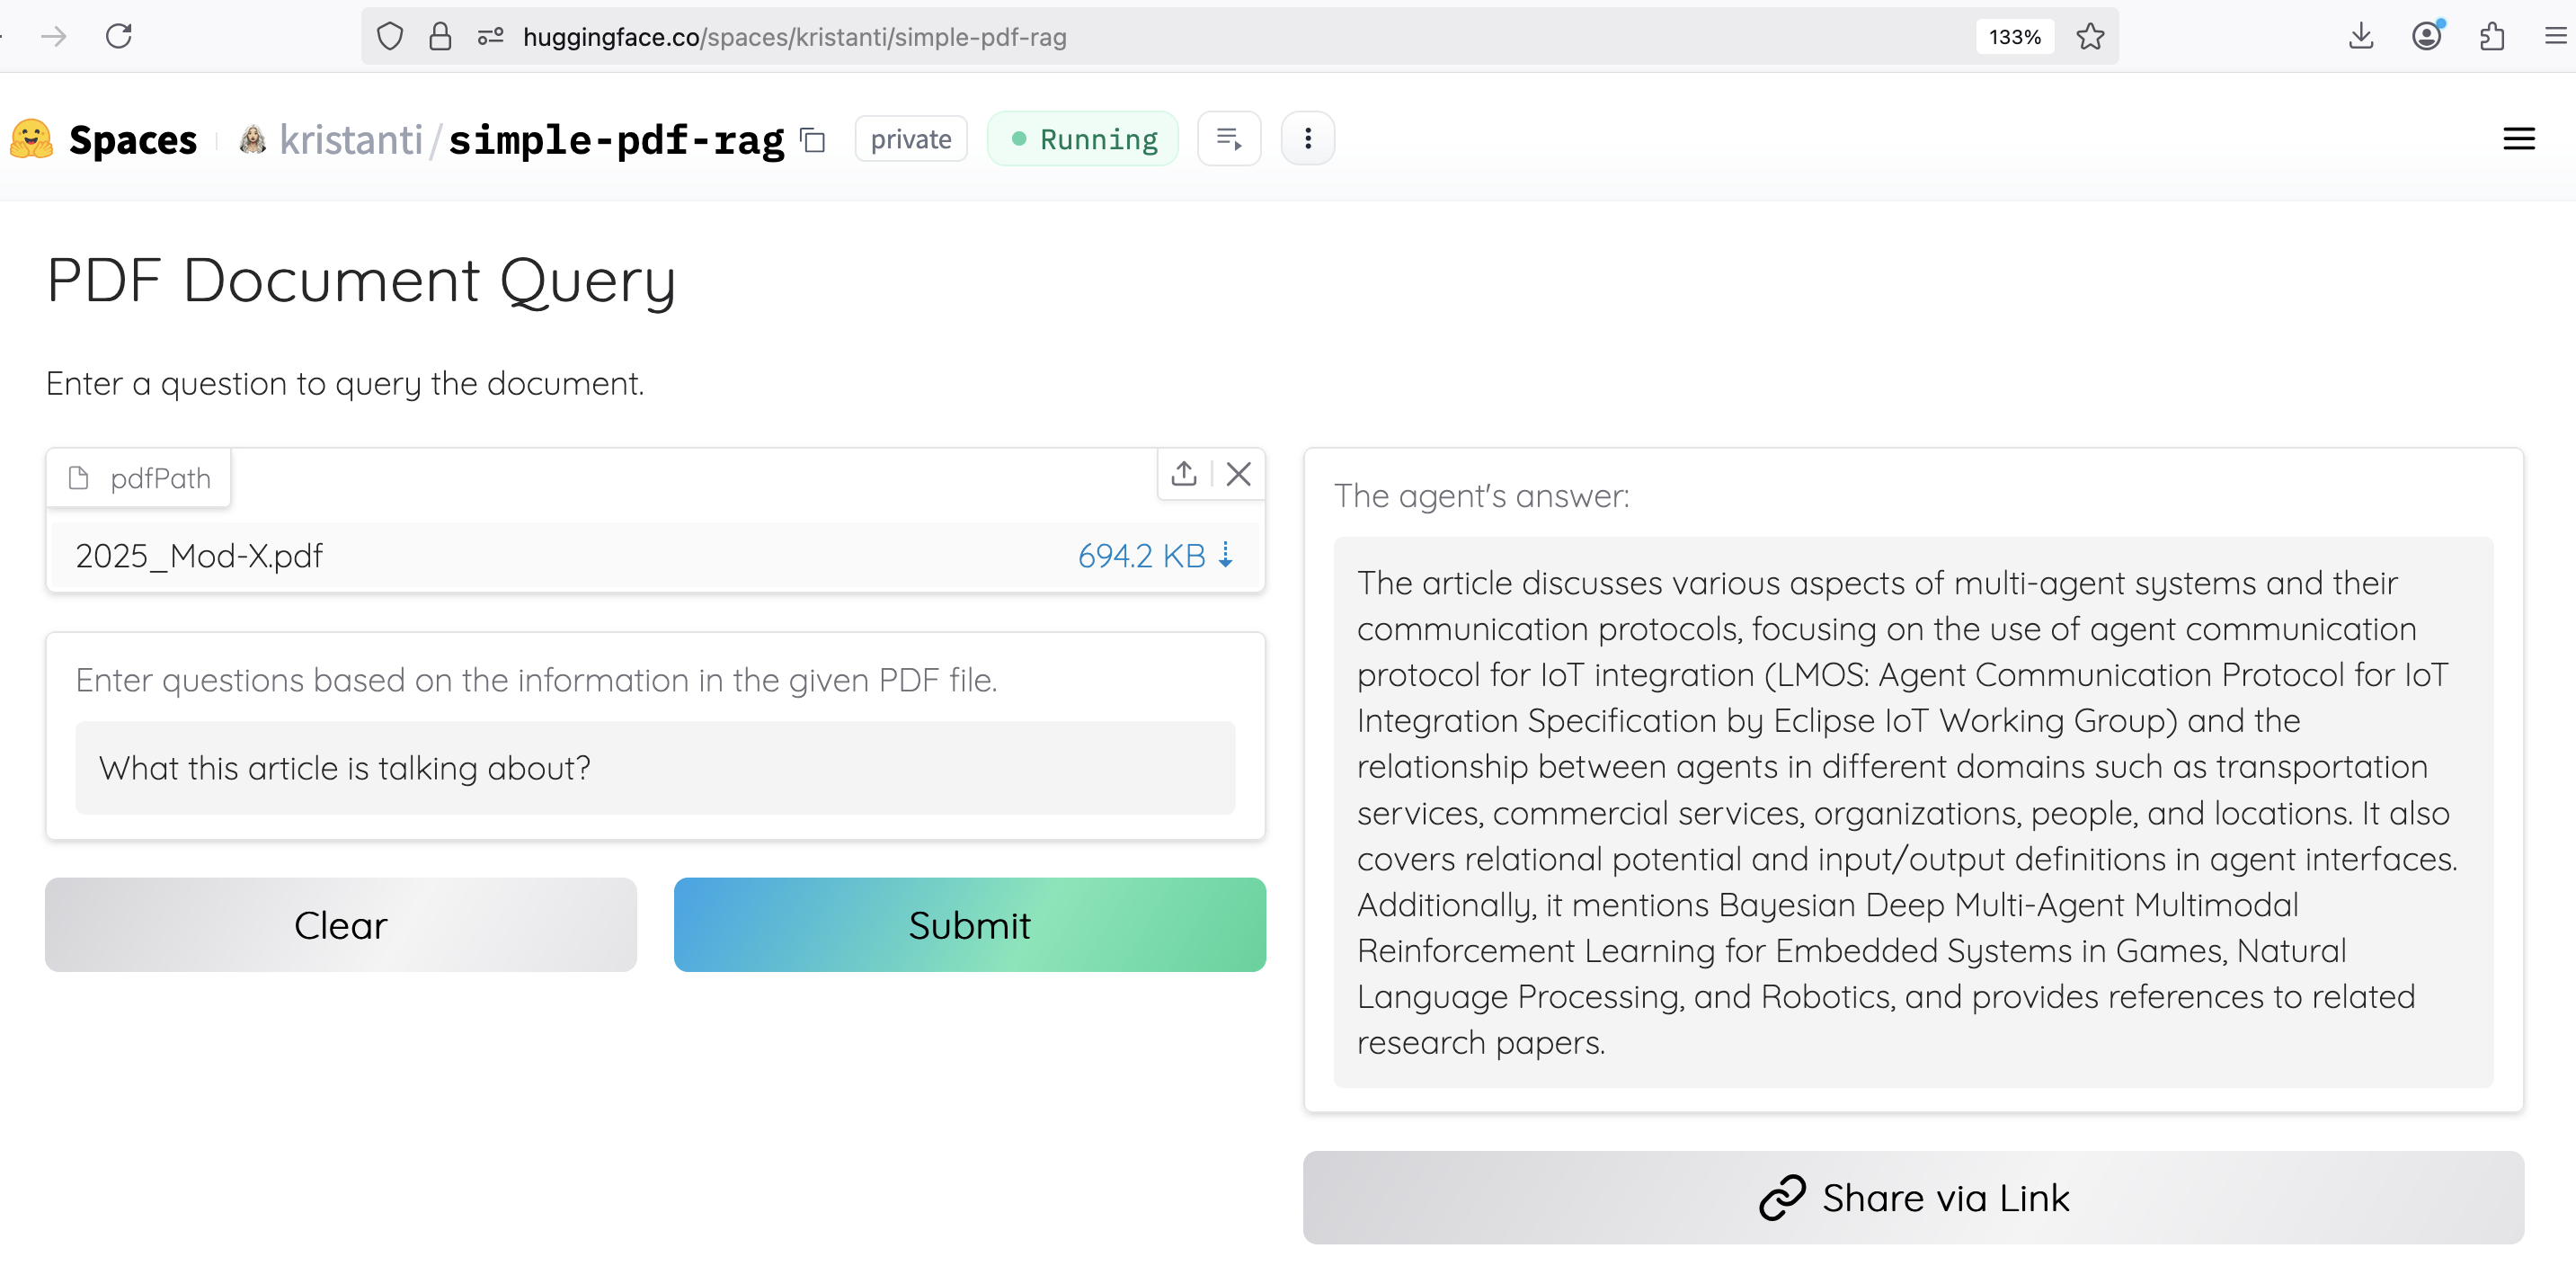 huggingface.co/spaces/kristanti/simple-pdf-rag
133%
Spaces
kristanti/simple-pdf-rag
private
Running
PDF Document Query
Enter a question to query the document.
pdfPath
2025_Mod-X.pdf
694.2 KB
Enter questions based on the information in the given PDF file.
What this article is talking about?
Clear
Submit
The agent's answer:
The article discusses various aspects of multi-agent systems and their
communication protocols, focusing on the use of agent communication
protocol for IoT integration (LMOS: Agent Communication Protocol for IoT
Integration Specification by Eclipse IoT Working Group) and the
relationship between agents in different domains such as transportation
services, commercial services, organizations, people, and locations. It also
covers relational potential and input/output definitions in agent interfaces.
Additionally, it mentions Bayesian Deep Multi-Agent Multimodal
Reinforcement Learning for Embedded Systems in Games, Natural
Language Processing, and Robotics, and provides references to related
research papers.
Share via Link